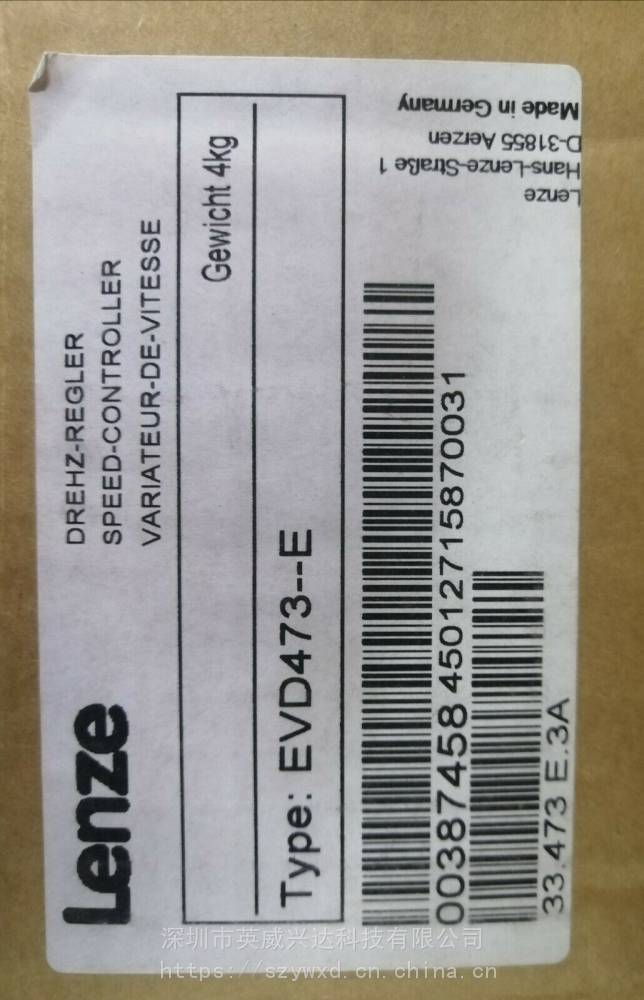 Lenze
DREHZ-REGLER
SPEED-CONTROLLER
VARIATEUR-DE-VITESSE
Gewicht 4kg
Type: EVD473--E
00387458 4501271587 0031
33.473 E.3A
Lenze
Hans-Lenze-Straße 1
D-31855 Aerzen
Made in Germany
深圳市英威兴达科技有限公司
https://szywxd.cn.china.cn